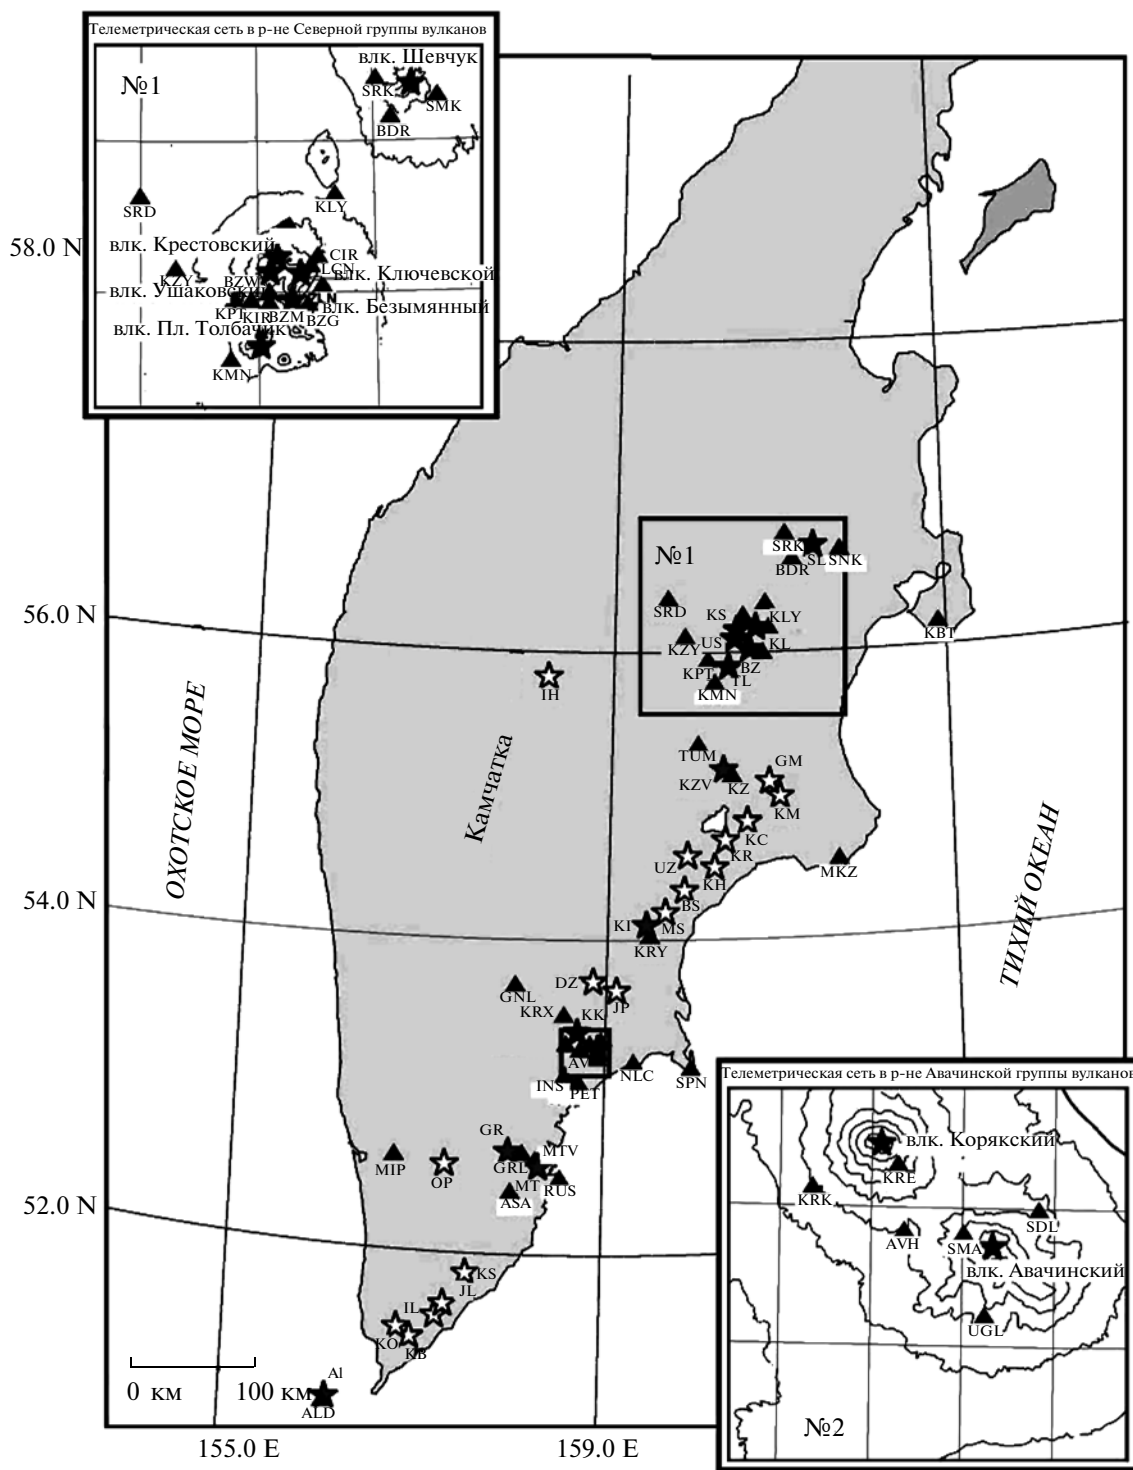 Телеметрическая сеть в р-не Северной группы вулканов
№1
влк. Шевчук
SRK
SMK
BDR
SRD
KLY
влк. Крестовский
CIR
LGN
KZY
BZW
влк. Ключевской
влк. Ушаковский
влк. Безымянный
KPT
KIR
BZM
BZG
влк. Пл. Толбачик
KMN
58.0 N
56.0 N
54.0 N
52.0 N
155.0 E
159.0 E
№1
SRK
SL
SNK
BDR
SRD
KS
KLY
KZY
US
KL
KPT
BZ
TL
KMN
KBT
IH
ОХОТСКОЕ МОРЕ
Камчатка
ТИХИЙ ОКЕАН
TUM
GM
KZV
KZ
KM
KC
KR
UZ
KH
MKZ
BS
KI
MS
KRY
DZ
GNL
JP
KRX
KK
AV
NLC
SPN
INS
PET
GR
MTV
MIP
OP
GRL
MT
RUS
ASA
KS
JL
IL
KO
KB
Al
ALD
0 км 100 км
Телеметрическая сеть в р-не Авачинской группы вулканов
влк. Корякский
KRE
KRK
SDL
AVH
SMA
влк. Авачинский
UGL
№2